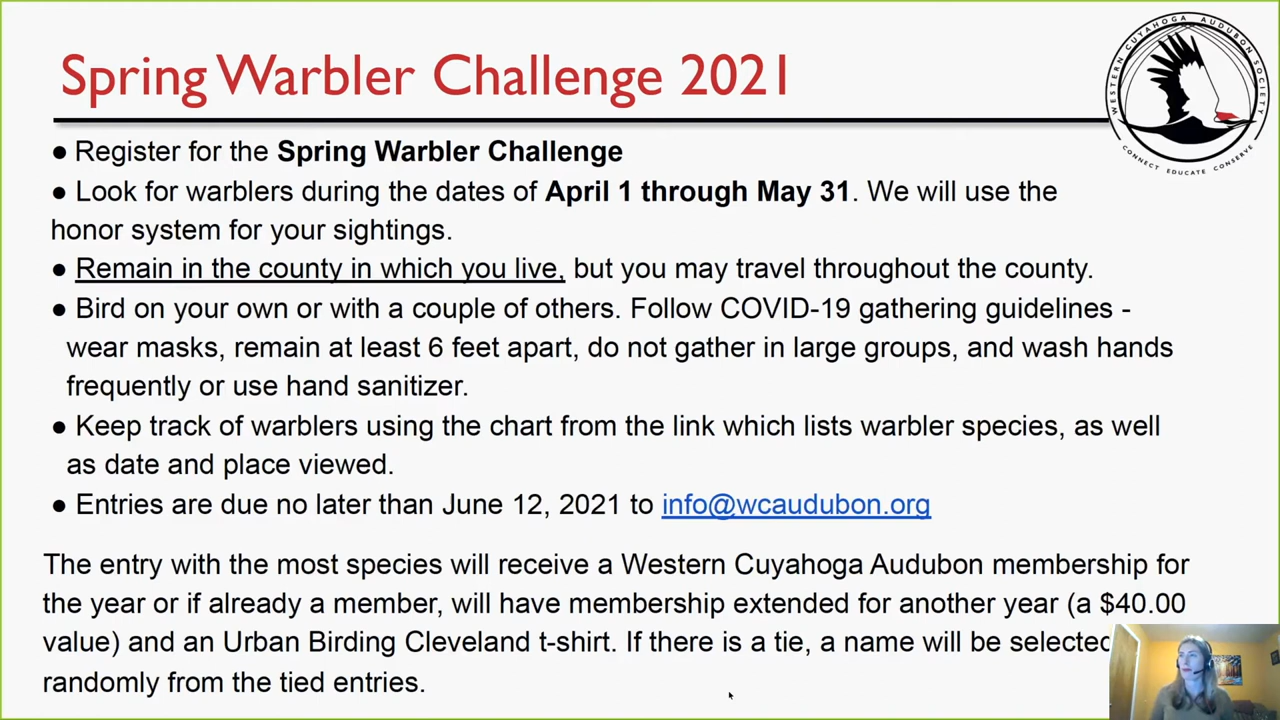 Spring Warbler Challenge 2021
WESTERN CUYAHOGA AUDUBON SOCIETY
CONNECT EDUCATE CONSERVE
● Register for the Spring Warbler Challenge
● Look for warblers during the dates of April 1 through May 31. We will use the
honor system for your sightings.
● Remain in the county in which you live, but you may travel throughout the county.
● Bird on your own or with a couple of others. Follow COVID-19 gathering guidelines -
wear masks, remain at least 6 feet apart, do not gather in large groups, and wash hands
frequently or use hand sanitizer.
● Keep track of warblers using the chart from the link which lists warbler species, as well
as date and place viewed.
● Entries are due no later than June 12, 2021 to info@wcaudubon.org
The entry with the most species will receive a Western Cuyahoga Audubon membership for
the year or if already a member, will have membership extended for another year (a $40.00
value) and an Urban Birding Cleveland t-shirt. If there is a tie, a name will be selected
randomly from the tied entries.